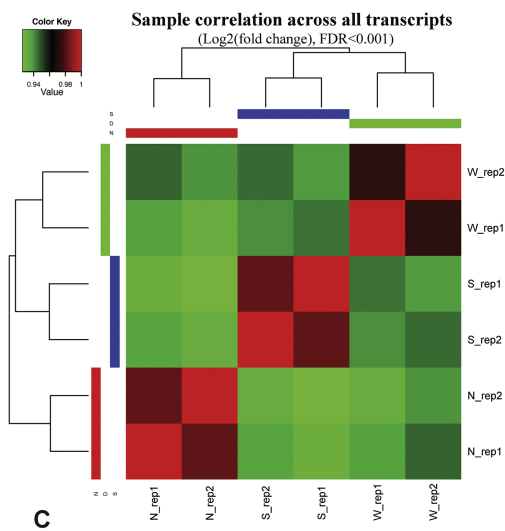 Sample correlation across all transcripts
(Log2(fold change), FDR<0.001)
Color Key
0.94 0.98 1
Value
S
D
N
W_rep2
W_rep1
S_rep1
S_rep2
N_rep2
N_rep1
N D S
N_rep1 N_rep2 S_rep2 S_rep1 W_rep1 W_rep2
C